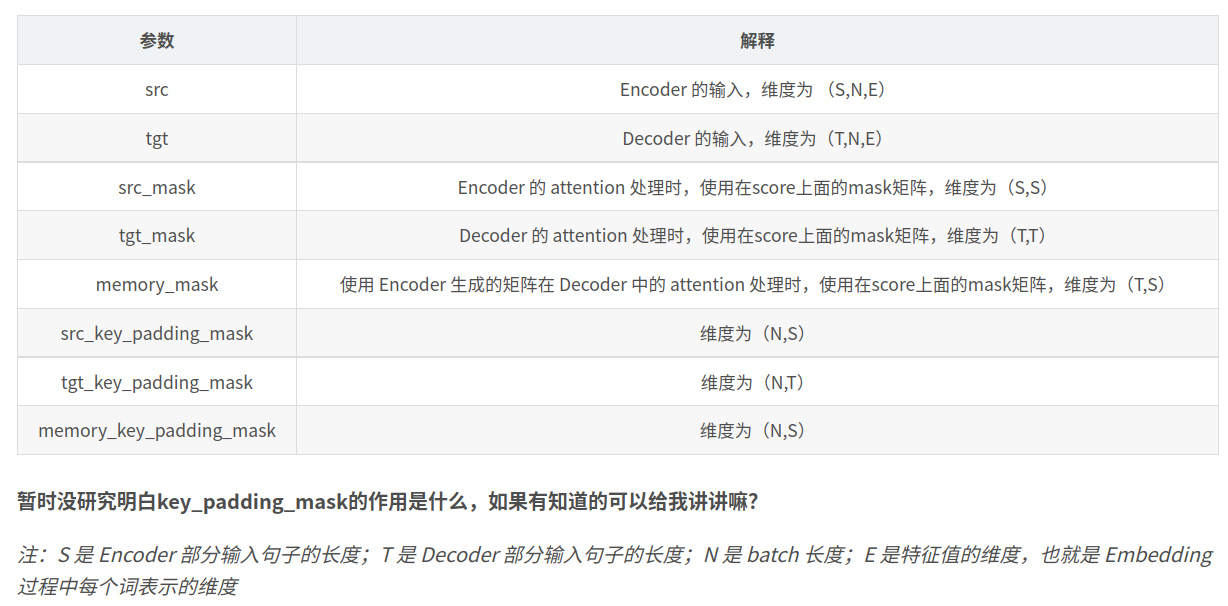 参数 解释
src Encoder 的输入，维度为 （S,N,E）
tgt Decoder 的输入，维度为（T,N,E）
src_mask Encoder 的 attention 处理时，使用在score上面的mask矩阵，维度为（S,S）
tgt_mask Decoder 的 attention 处理时，使用在score上面的mask矩阵，维度为（T,T）
memory_mask 使用 Encoder 生成的矩阵在 Decoder 中的 attention 处理时，使用在score上面的mask矩阵，维度为（T,S）
src_key_padding_mask 维度为（N,S）
tgt_key_padding_mask 维度为（N,T）
memory_key_padding_mask 维度为（N,S）
暂时没研究明白key_padding_mask的作用是什么，如果有知道的可以给我讲讲嘛？
注：S 是 Encoder 部分输入句子的长度；T 是 Decoder 部分输入句子的长度；N 是 batch 长度；E 是特征值的维度，也就是 Embedding
过程中每个词表示的维度